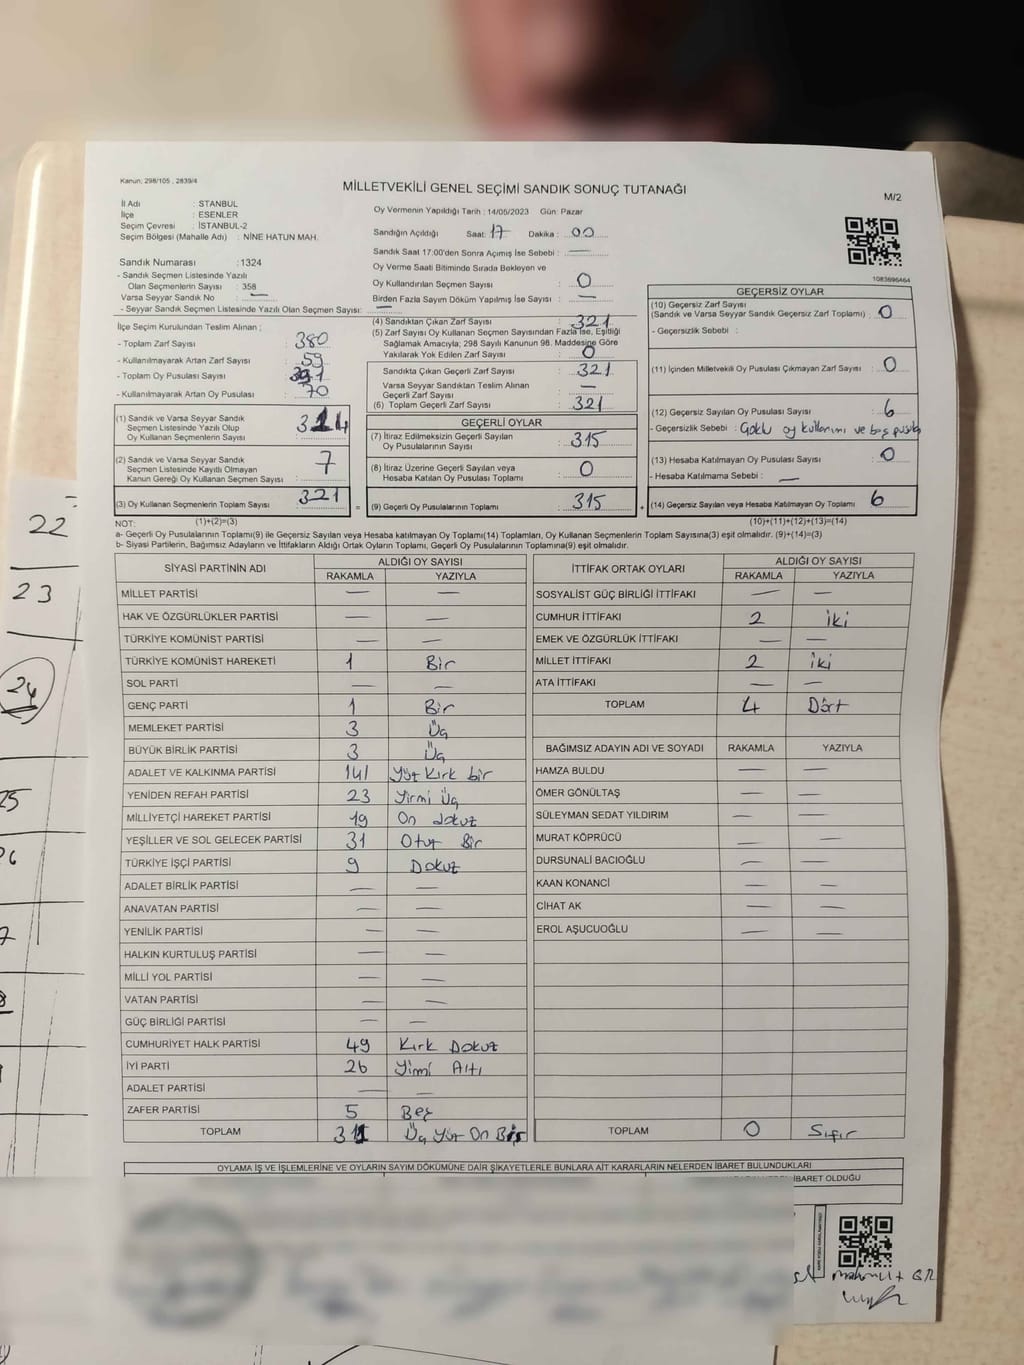 Kanun; 298/105 , 2839/4
MİLLETVEKİLİ GENEL SEÇİMİ SANDIK SONUÇ TUTANAĞI
M/2
İl Adı : STANBUL
İlçe : ESENLER
Seçim Çevresi : İSTANBUL-2
Seçim Bölgesi (Mahalle Adı) : NİNE HATUN MAH.
Sandık Numarası :1324
- Sandık Seçmen Listesinde Yazılı
Olan Seçmenlerin Sayısı : 358
Varsa Seyyar Sandık No : —
- Seyyar Sandık Seçmen Listesinde Yazılı Olan Seçmen Sayısı: —
İlçe Seçim Kurulundan Teslim Alınan ;
- Toplam Zarf Sayısı : 380
- Kullanılmayarak Artan Zarf Sayısı : 59
- Toplam Oy Pusulası Sayısı :
- Kullanılmayarak Artan Oy Pusulası : 70
(1) Sandık ve Varsa Seyyar Sandık
Seçmen Listesinde Yazılı Olup
Oy Kullanan Seçmenlerin Sayısı : 314
(2) Sandık ve Varsa Seyyar Sandık
Seçmen Listesinde Kayıtlı Olmayan
Kanun Gereği Oy Kullanan Seçmen Sayısı : 7
(3) Oy Kullanan Seçmenlerin Toplam Sayısı : 321
Oy Vermenin Yapıldığı Tarih : 14/05/2023 Gün: Pazar
Sandığın Açıldığı Saat: 17 Dakika : 00
Sandık Saat 17:00'den Sonra Açımış İse Sebebi : —
Oy Verme Saati Bitiminde Sırada Bekleyen ve
Oy Kullandırılan Seçmen Sayısı : 0
Birden Fazla Sayım Döküm Yapılmış İse Sayısı : —
(4) Sandıktan Çıkan Zarf Sayısı : 321
(5) Zarf Sayısı Oy Kullanan Seçmen Sayısından Fazla İse, Eşitliği
Sağlamak Amacıyla; 298 Sayılı Kanunun 98. Maddesine Göre
Yakılarak Yok Edilen Zarf Sayısı : 0
Sandıkta Çıkan Geçerli Zarf Sayısı : 321
Varsa Seyyar Sandıktan Teslim Alınan
Geçerli Zarf Sayısı : —
(6) Toplam Geçerli Zarf Sayısı : 321
GEÇERLİ OYLAR
(7) İtiraz Edilmeksizin Geçerli Sayılan
Oy Pusulalarının Sayısı : 315
(8) İtiraz Üzerine Geçerli Sayılan veya
Hesaba Katılan Oy Pusulası Toplamı : 0
= (9) Geçerli Oy Pusulalarının Toplamı : 315
1083696464
GEÇERSİZ OYLAR
(10) Geçersiz Zarf Sayısı
(Sandık ve Varsa Seyyar Sandık Geçersiz Zarf Toplamı) : 0
- Geçersizlik Sebebi :
(11) İçinden Milletvekili Oy Pusulası Çıkmayan Zarf Sayısı : 0
(12) Geçersiz Sayılan Oy Pusulası Sayısı : 6
- Geçersizlik Sebebi : Çoklu oy kullanımı ve boş pusula
(13) Hesaba Katılmayan Oy Pusulası Sayısı : 0
- Hesaba Katılmama Sebebi : —
+ (14) Geçersiz Sayılan veya Hesaba Katılmayan Oy Toplamı : 6
NOT: (1)+(2)=(3) (10)+(11)+(12)+(13)=(14)
a- Geçerli Oy Pusulalarının Toplamı(9) ile Geçersiz Sayılan veya Hesaba katılmayan Oy Toplamı(14) Toplamları, Oy Kullanan Seçmenlerin Toplam Sayısına(3) eşit olmalıdır. (9)+(14)=(3)
b- Siyasi Partilerin, Bağımsız Adayların ve İttifakların Aldığı Ortak Oyların Toplamı, Geçerli Oy Pusulalarının Toplamına(9) eşit olmalıdır.
SİYASİ PARTİNİN ADI ALDIĞI OY SAYISI
RAKAMLA YAZIYLA
MİLLET PARTİSİ — —
HAK VE ÖZGÜRLÜKLER PARTİSİ — —
TÜRKİYE KOMÜNİST PARTİSİ — —
TÜRKİYE KOMÜNİST HAREKETİ 1 Bir
SOL PARTİ — —
GENÇ PARTİ 1 Bir
MEMLEKET PARTİSİ 3 Üç
BÜYÜK BİRLİK PARTİSİ 3 Üç
ADALET VE KALKINMA PARTİSİ 141 Yüz Kırk bir
YENİDEN REFAH PARTİSİ 23 Yirmi Üç
MİLLİYETÇİ HAREKET PARTİSİ 19 On dokuz
YEŞİLLER VE SOL GELECEK PARTİSİ 31 Otuz Bir
TÜRKİYE İŞÇİ PARTİSİ 9 Dokuz
ADALET BİRLİK PARTİSİ — —
ANAVATAN PARTİSİ — —
YENİLİK PARTİSİ — —
HALKIN KURTULUŞ PARTİSİ — —
MİLLİ YOL PARTİSİ — —
VATAN PARTİSİ — —
GÜÇ BİRLİĞİ PARTİSİ — —
CUMHURİYET HALK PARTİSİ 49 Kırk Dokuz
İYİ PARTİ 26 Yirmi Altı
ADALET PARTİSİ — —
ZAFER PARTİSİ 5 Beş
TOPLAM 311 Üç Yüz On Bir
İTTİFAK ORTAK OYLARI ALDIĞI OY SAYISI
RAKAMLA YAZIYLA
SOSYALİST GÜÇ BİRLİĞİ İTTİFAKI — —
CUMHUR İTTİFAKI 2 iki
EMEK VE ÖZGÜRLÜK İTTİFAKI — —
MİLLET İTTİFAKI 2 iki
ATA İTTİFAKI — —
TOPLAM 4 Dört
BAĞIMSIZ ADAYIN ADI VE SOYADI RAKAMLA YAZIYLA
HAMZA BULDU — —
ÖMER GÖNÜLTAŞ — —
SÜLEYMAN SEDAT YILDIRIM — —
MURAT KÖPRÜCÜ — —
DURSUNALİ BACIOĞLU — —
KAAN KONANCİ — —
CİHAT AK — —
EROL AŞUCUOĞLU — —
TOPLAM 0 Sıfır
OYLAMA İŞ VE İŞLEMLERİNE VE OYLARIN SAYIM DÖKÜMÜNE DAİR ŞİKAYETLERLE BUNLARA AİT KARARLARIN NELERDEN İBARET BULUNDUKLARI
İBARET OLDUĞU
22
23
24
25